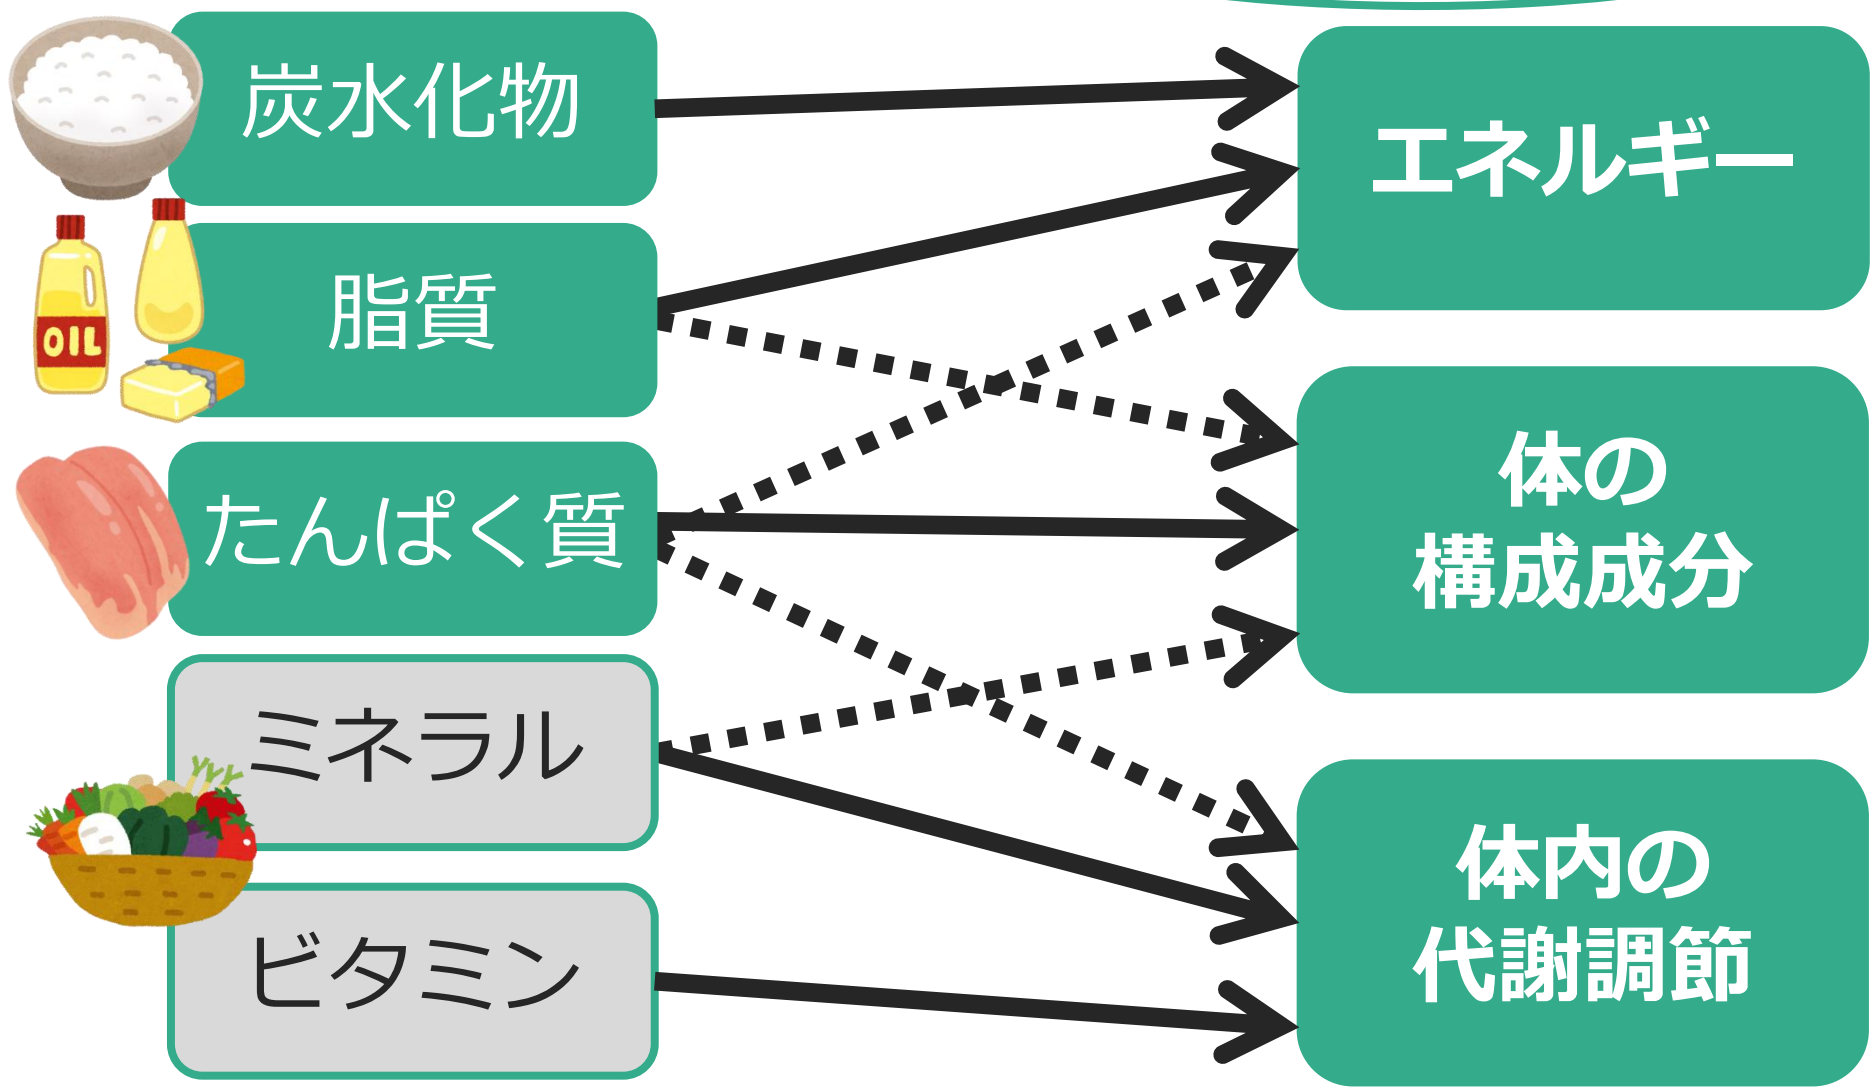 炭水化物
エネルギー
脂質
OIL
たんぱく質
体の
構成成分
ミネラル
ビタミン
体内の
代謝調節